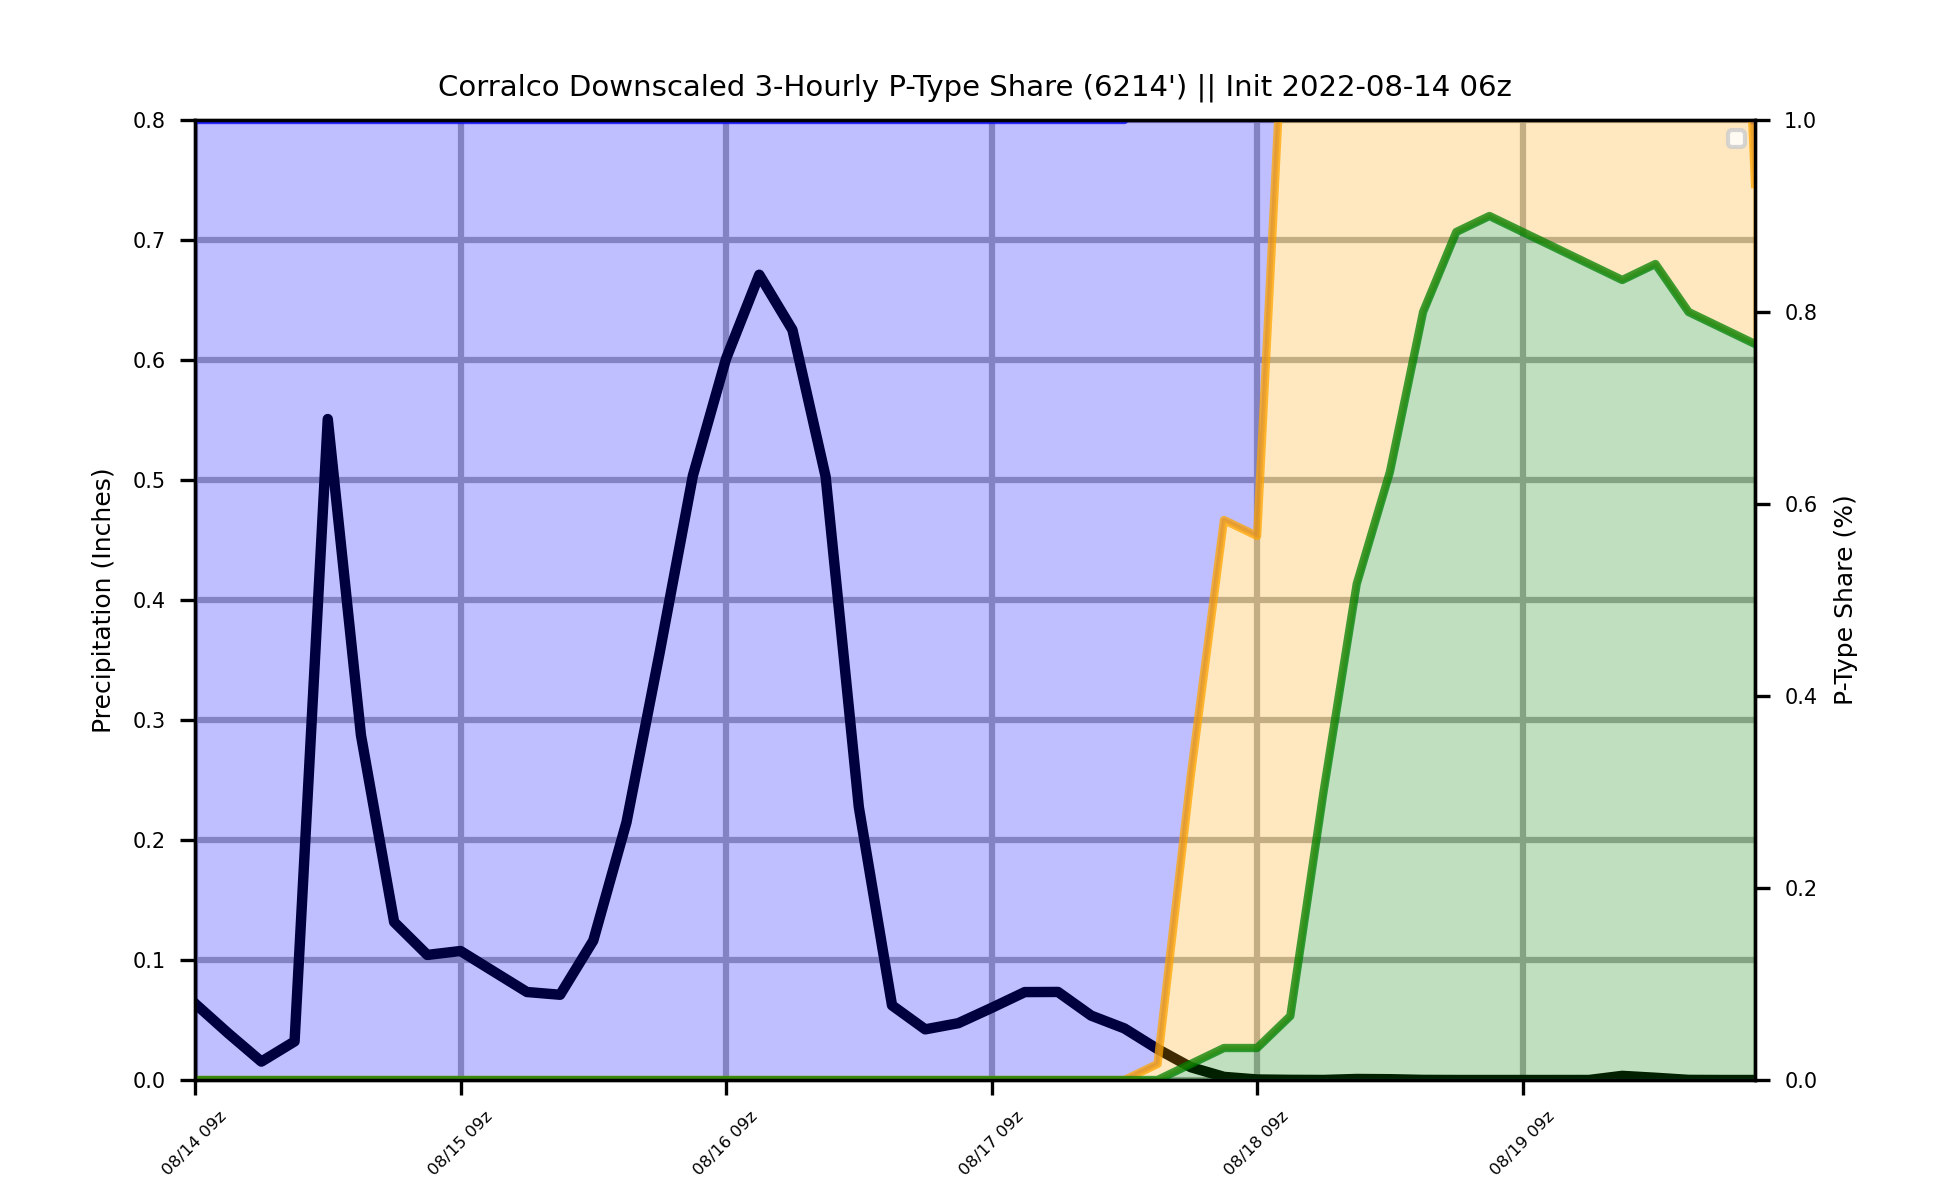 Corralco Downscaled 3-Hourly P-Type Share (6214') || Init 2022-08-14 06z
Precipitation (Inches)
0.8
0.7
0.6
0.5
0.4
0.3
0.2
0.1
0.0
1.0
0.8
0.6
0.4
0.2
0.0
P-Type Share (%)
08/14 09z
08/15 09z
08/16 09z
08/17 09z
08/18 09z
08/19 09z